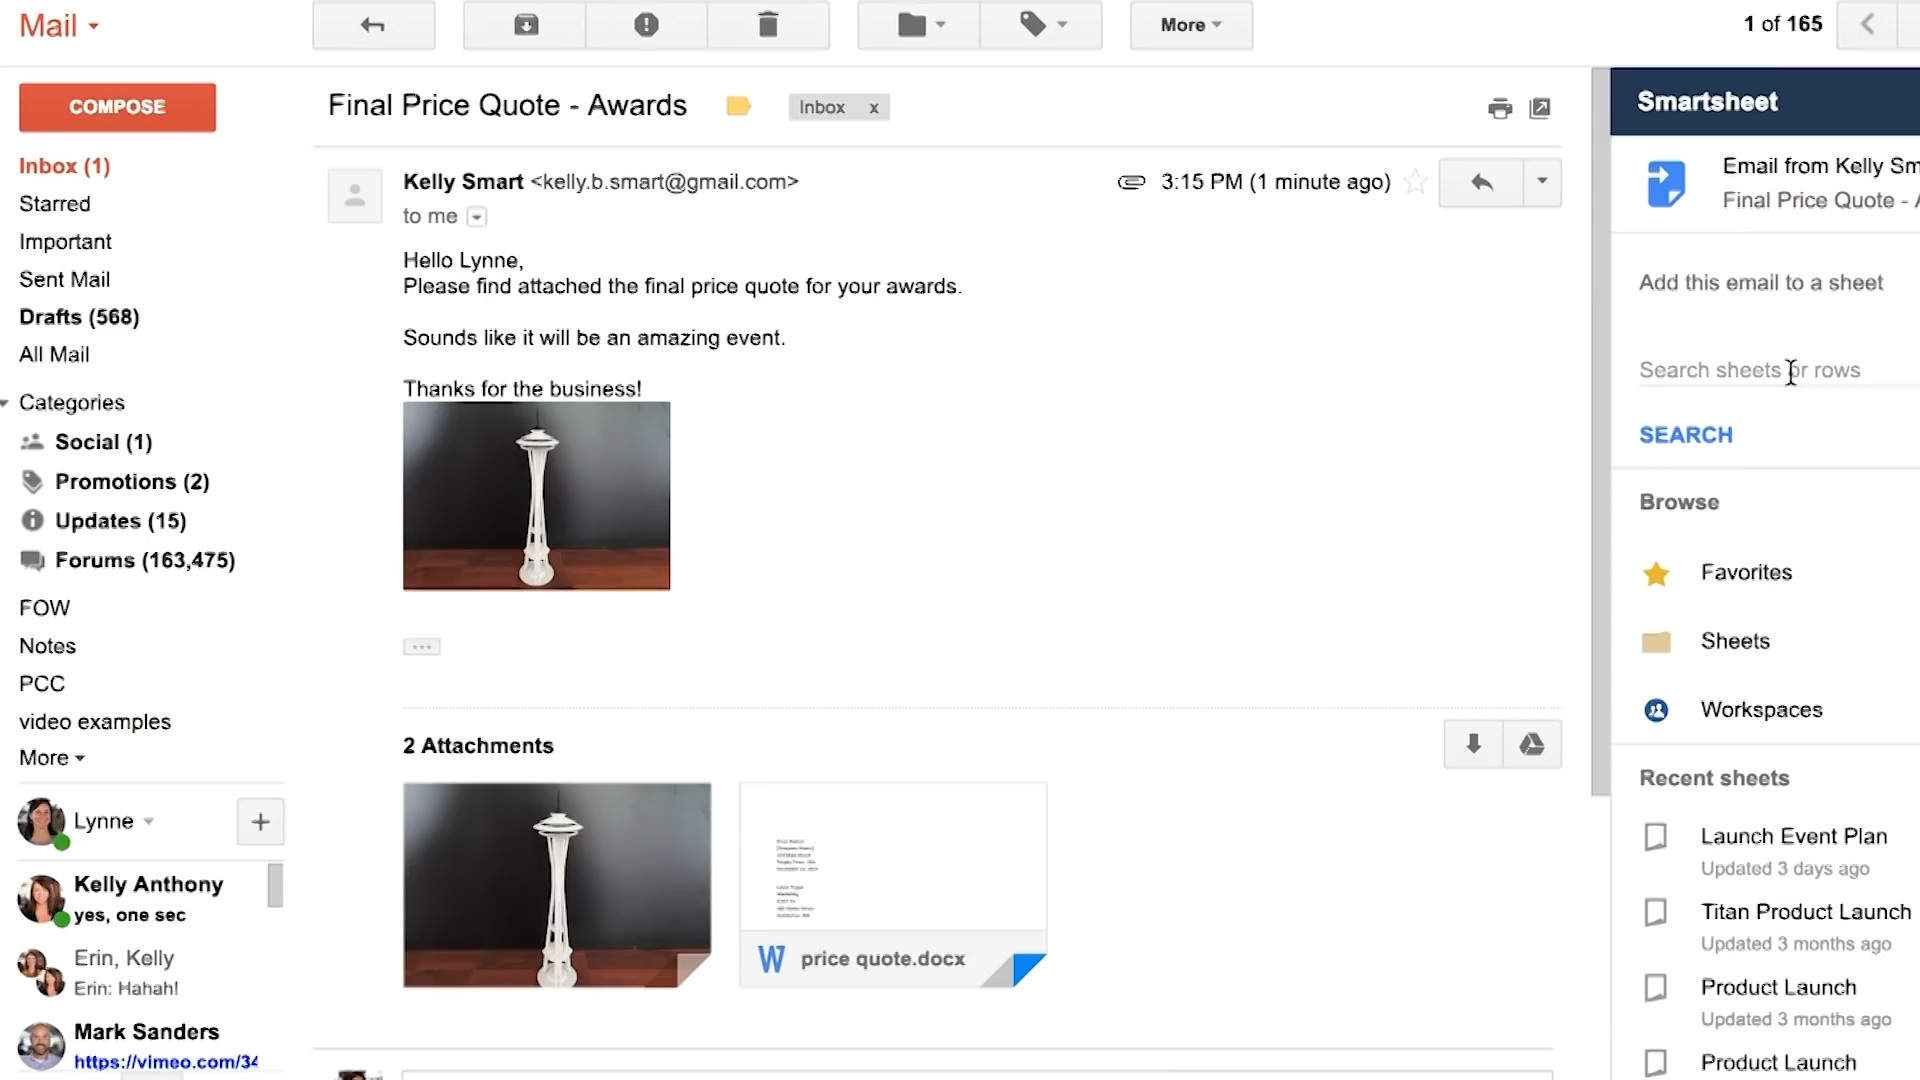 Mail
More
1 of 165
COMPOSE
Final Price Quote - Awards
Inbox x
Smartsheet
Inbox (1)
Starred
Important
Sent Mail
Drafts (568)
All Mail
Categories
Social (1)
Promotions (2)
Updates (15)
Forums (163,475)
FOW
Notes
PCC
video examples
More
Lynne
+
Kelly Anthony
yes, one sec
Erin, Kelly
Erin: Hahah!
Mark Sanders
https://vimeo.com/34
Kelly Smart <kelly.b.smart@gmail.com>
3:15 PM (1 minute ago)
to me
Hello Lynne,
Please find attached the final price quote for your awards.
Sounds like it will be an amazing event.
Thanks for the business!
2 Attachments
W price quote.docx
Email from Kelly Sm
Final Price Quote - A
Add this email to a sheet
Search sheets or rows
SEARCH
Browse
Favorites
Sheets
Workspaces
Recent sheets
Launch Event Plan
Updated 3 days ago
Titan Product Launch
Updated 3 months ago
Product Launch
Updated 3 months ago
Product Launch